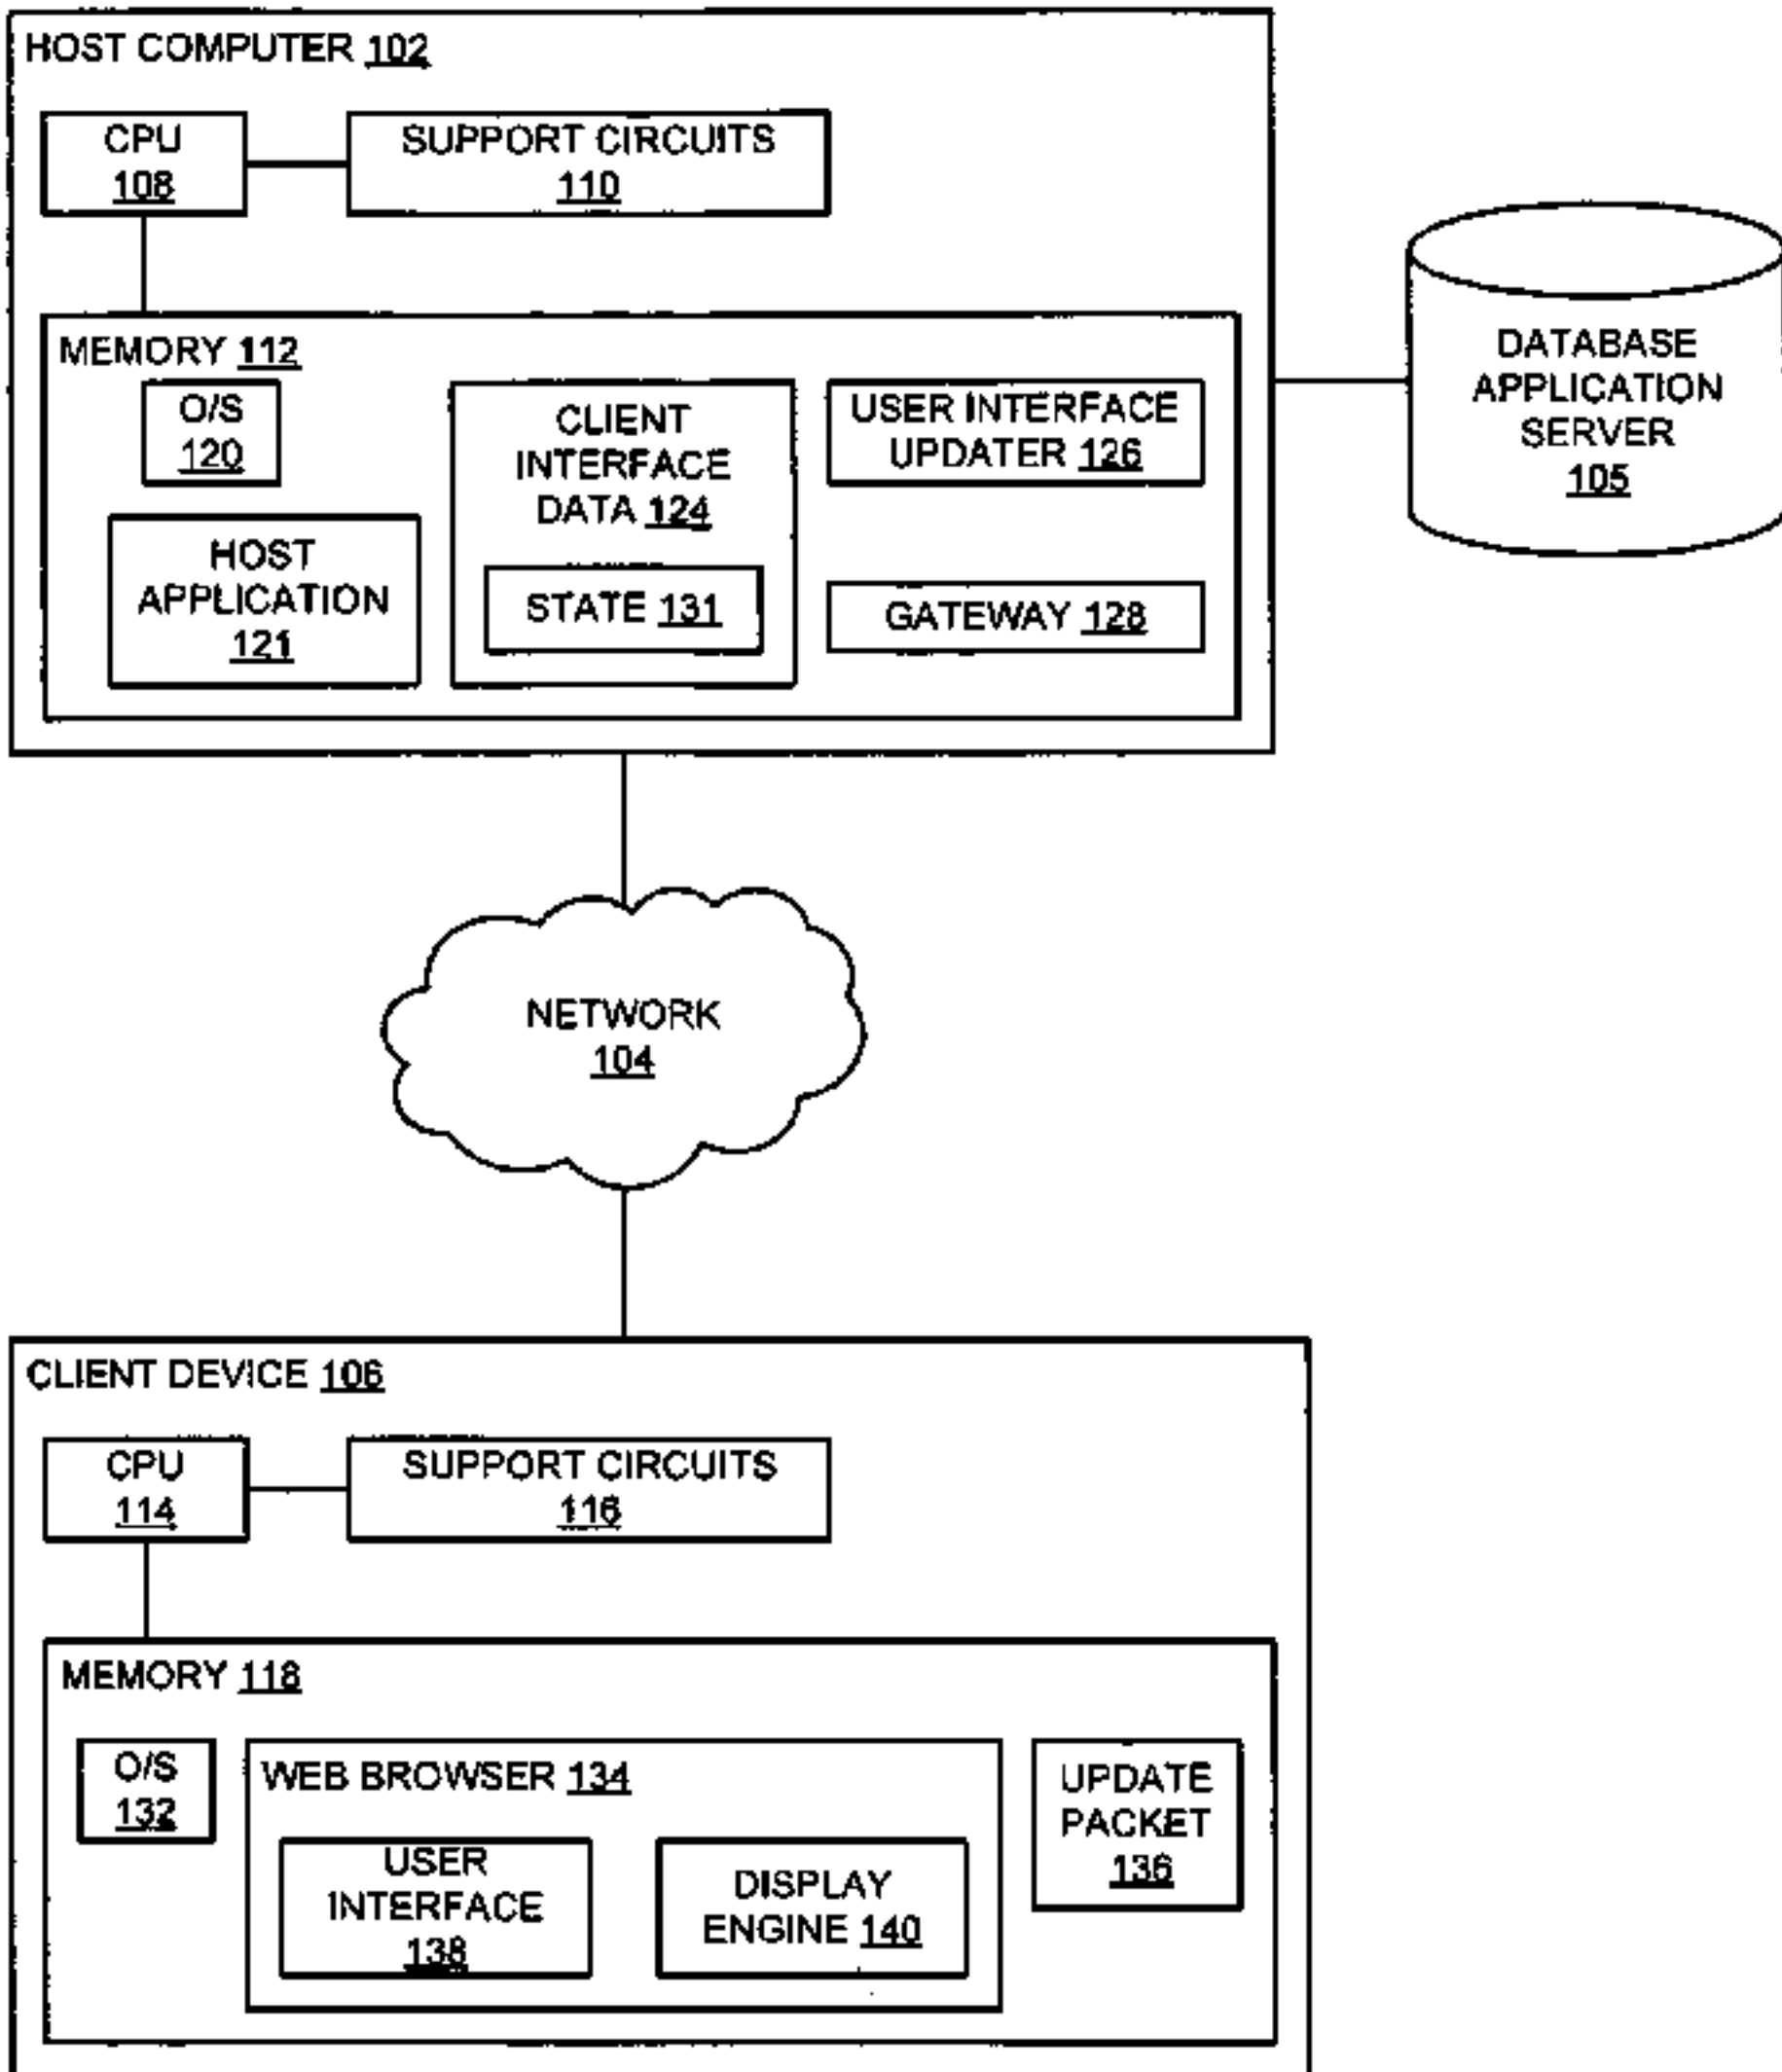 HOST COMPUTER 102
CPU
108
SUPPORT CIRCUITS
110
MEMORY 112
O/S
120
HOST
APPLICATION
121
CLIENT
INTERFACE
DATA 124
STATE 131
USER INTERFACE
UPDATER 126
GATEWAY 128
DATABASE
APPLICATION
SERVER
105
NETWORK
104
CLIENT DEVICE 106
CPU
114
SUPPORT CIRCUITS
116
MEMORY 118
O/S
132
WEB BROWSER 134
USER
INTERFACE
138
DISPLAY
ENGINE 140
UPDATE
PACKET
136